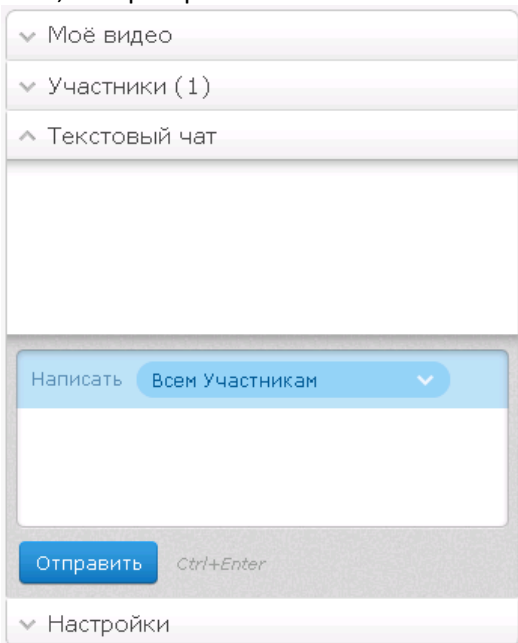 Моё видео
Участники (1)
Текстовый чат
Написать Всем Участникам
Отправить Ctrl+Enter
Настройки